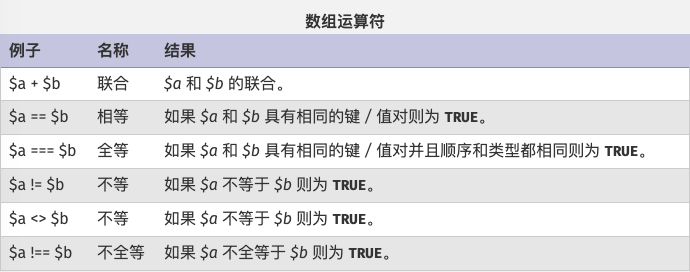 数组运算符
例子 名称 结果
$a + $b 联合 $a 和 $b 的联合。
$a == $b 相等 如果 $a 和 $b 具有相同的键 / 值对则为 TRUE。
$a === $b 全等 如果 $a 和 $b 具有相同的键 / 值对并且顺序和类型都相同则为 TRUE。
$a != $b 不等 如果 $a 不等于 $b 则为 TRUE。
$a <> $b 不等 如果 $a 不等于 $b 则为 TRUE。
$a !== $b 不全等 如果 $a 不全等于 $b 则为 TRUE。